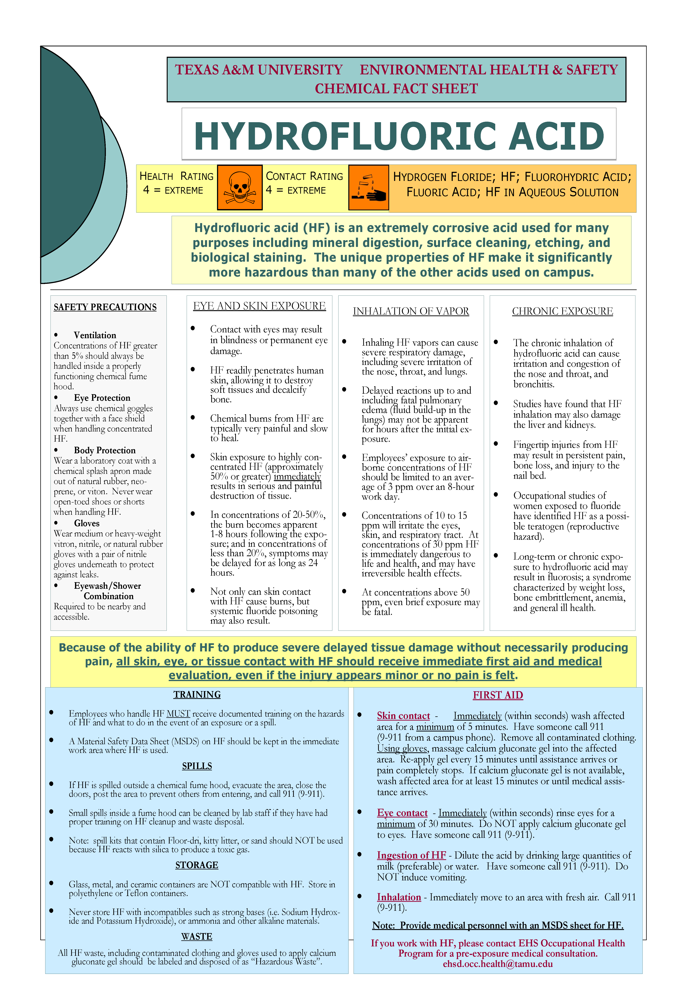 TEXAS A&M UNIVERSITY ENVIRONMENTAL HEALTH & SAFETY
CHEMICAL FACT SHEET
HYDROFLUORIC ACID
HEALTH RATING
4 = EXTREME
CONTACT RATING
4 = EXTREME
HYDROGEN FLORIDE; HF; FLUOROHYDRIC ACID;
FLUORIC ACID; HF IN AQUEOUS SOLUTION
Hydrofluoric acid (HF) is an extremely corrosive acid used for many
purposes including mineral digestion, surface cleaning, etching, and
biological staining. The unique properties of HF make it significantly
more hazardous than many of the other acids used on campus.
SAFETY PRECAUTIONS
• Ventilation
Concentrations of HF greater
than 5% should always be
handled inside a properly
functioning chemical fume
hood.
• Eye Protection
Always use chemical goggles
together with a face shield
when handling concentrated
HF.
• Body Protection
Wear a laboratory coat with a
chemical splash apron made
out of natural rubber, neo-
prene, or viton. Never wear
open-toed shoes or shorts
when handling HF.
• Gloves
Wear medium or heavy-weight
vitron, nitrile, or natural rubber
gloves with a pair of nitrile
gloves underneath to protect
against leaks.
• Eyewash/Shower
Combination
Required to be nearby and
accessible.
EYE AND SKIN EXPOSURE
• Contact with eyes may result
in blindness or permanent eye
damage.
• HF readily penetrates human
skin, allowing it to destroy
soft tissues and decalcify
bone.
• Chemical burns from HF are
typically very painful and slow
to heal.
• Skin exposure to highly con-
centrated HF (approximately
50% or greater) immediately
results in serious and painful
destruction of tissue.
• In concentrations of 20-50%,
the burn becomes apparent
1-8 hours following the expo-
sure; and in concentrations of
less than 20%, symptoms may
be delayed for as long as 24
hours.
• Not only can skin contact
with HF cause burns, but
systemic fluoride poisoning
may also result.
INHALATION OF VAPOR
• Inhaling HF vapors can cause
severe respiratory damage,
including severe irritation of
the nose, throat, and lungs.
• Delayed reactions up to and
including fatal pulmonary
edema (fluid build-up in the
lungs) may not be apparent
for hours after the initial ex-
posure.
• Employees’ exposure to air-
borne concentrations of HF
should be limited to an aver-
age of 3 ppm over an 8-hour
work day.
• Concentrations of 10 to 15
ppm will irritate the eyes,
skin, and respiratory tract. At
concentrations of 30 ppm HF
is immediately dangerous to
life and health, and may have
irreversible health effects.
• At concentrations above 50
ppm, even brief exposure may
be fatal.
CHRONIC EXPOSURE
• The chronic inhalation of
hydrofluoric acid can cause
irritation and congestion of
the nose and throat, and
bronchitis.
• Studies have found that HF
inhalation may also damage
the liver and kidneys.
• Fingertip injuries from HF
may result in persistent pain,
bone loss, and injury to the
nail bed.
• Occupational studies of
women exposed to fluoride
have identified HF as a possi-
ble teratogen (reproductive
hazard).
• Long-term or chronic expo-
sure to hydrofluoric acid may
result in fluorosis; a syndrome
characterized by weight loss,
bone embrittlement, anemia,
and general ill health.
Because of the ability of HF to produce severe delayed tissue damage without necessarily producing
pain, all skin, eye, or tissue contact with HF should receive immediate first aid and medical
evaluation, even if the injury appears minor or no pain is felt.
TRAINING
• Employees who handle HF MUST receive documented training on the hazards
of HF and what to do in the event of an exposure or a spill.
• A Material Safety Data Sheet (MSDS) on HF should be kept in the immediate
work area where HF is used.
SPILLS
• If HF is spilled outside a chemical fume hood, evacuate the area, close the
doors, post the area to prevent others from entering, and call 911 (9-911).
• Small spills inside a fume hood can be cleaned by lab staff if they have had
proper training on HF cleanup and waste disposal.
• Note: spill kits that contain Floor-dri, kitty litter, or sand should NOT be used
because HF reacts with silica to produce a toxic gas.
STORAGE
• Glass, metal, and ceramic containers are NOT compatible with HF. Store in
polyethylene or Teflon containers.
• Never store HF with incompatibles such as strong bases (i.e. Sodium Hydrox-
ide and Potassium Hydroxide), or ammonia and other alkaline materials.
WASTE
All HF waste, including contaminated clothing and gloves used to apply calcium
gluconate gel should be labeled and disposed of as “Hazardous Waste”.
FIRST AID
• Skin contact - Immediately (within seconds) wash affected
area for a minimum of 5 minutes. Have someone call 911
(9-911 from a campus phone). Remove all contaminated clothing.
Using gloves, massage calcium gluconate gel into the affected
area. Re-apply gel every 15 minutes until assistance arrives or
pain completely stops. If calcium gluconate gel is not available,
wash affected area for at least 15 minutes or until medical assis-
tance arrives.
• Eye contact - Immediately (within seconds) rinse eyes for a
minimum of 30 minutes. Do NOT apply calcium gluconate gel
to eyes. Have someone call 911 (9-911).
• Ingestion of HF - Dilute the acid by drinking large quantities of
milk (preferable) or water. Have someone call 911 (9-911). Do
NOT induce vomiting.
• Inhalation - Immediately move to an area with fresh air. Call 911
(9-911).
Note: Provide medical personnel with an MSDS sheet for HF.
If you work with HF, please contact EHS Occupational Health
Program for a pre-exposure medical consultation.
ehsd.occ.health@tamu.edu